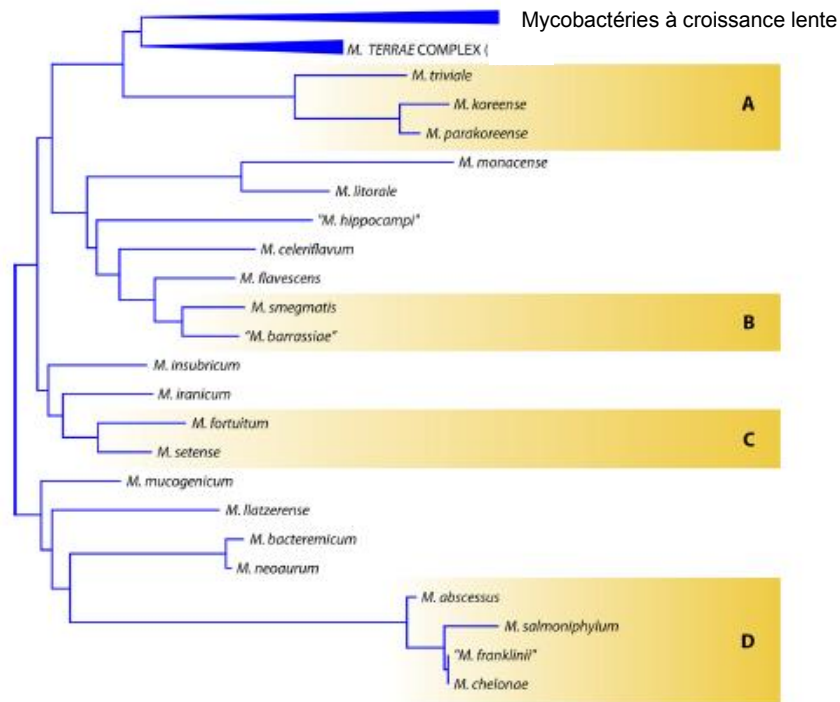 Mycobactéries à croissance lente
M. TERRAE COMPLEX (
M. triviale
M. koreense
A
M. parakoreense
M. monacense
M. litorale
"M. hippocampi"
M. celeriflavum
M. flavescens
M. smegmatis
B
"M. barrassiae"
M. insubricum
M. iranicum
M. fortuitum
C
M. setense
M. mucogenicum
M. llatzerense
M. bacteremicum
M. neoaurum
M. abscessus
M. salmoniphylum
D
"M. franklinii"
M. chelonae